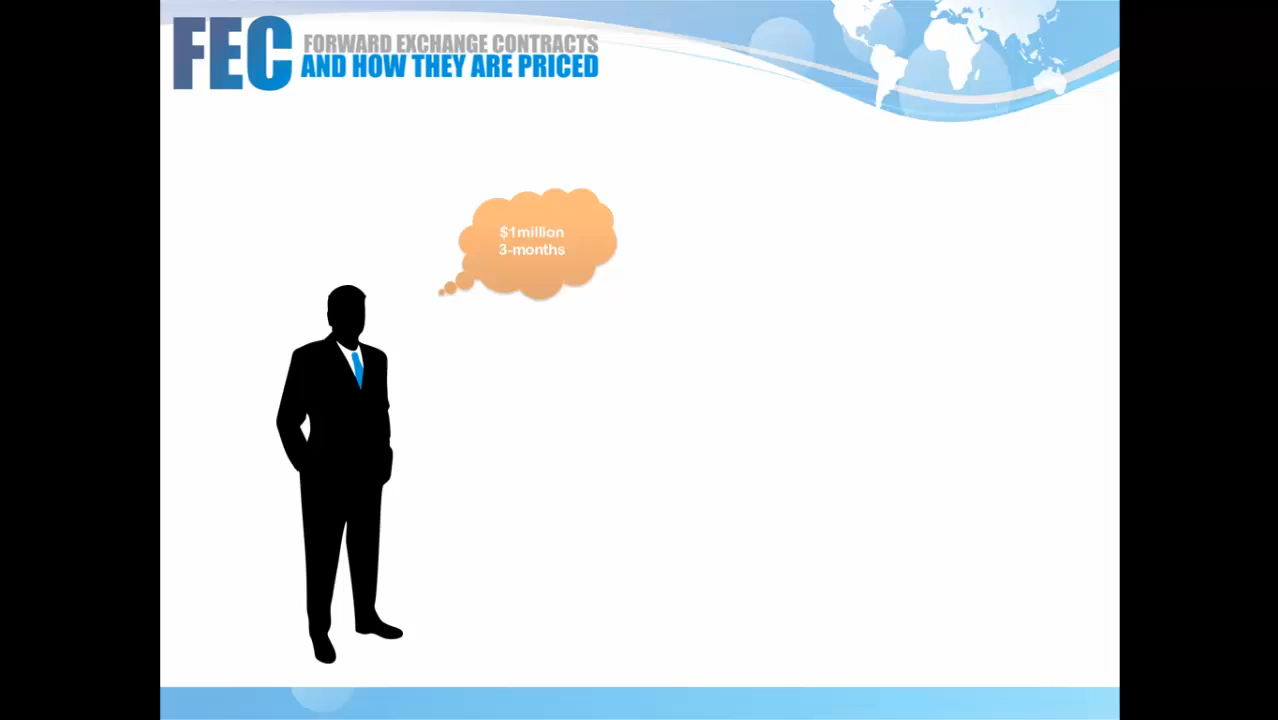 FEC
FORWARD EXCHANGE CONTRACTS
AND HOW THEY ARE PRICED
$1million
3-months